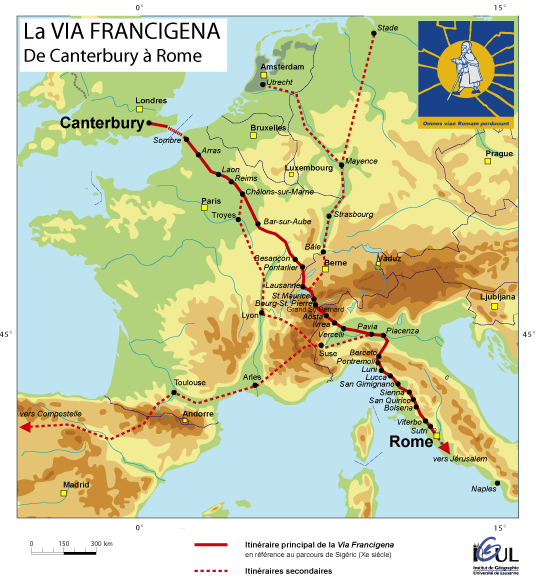 0°
15°
La VIA FRANCIGENA
De Canterbury à Rome
Stade
Omnes viae Romam perducunt
Amsterdam
Utrecht
Londres
Canterbury
Sombre
Bruxelles
Arras
Mayence
Prague
Laon
Luxembourg
Reims
Châlons-sur-Marne
Paris
Troyes
Strasbourg
Bar-sur-Aube
Bâle
Besançon
Berne
Vaduz
Pontarlier
Lausanne
St Maurice
Bourg-St. Pierre
Grand-St-Bernard
Ljubljana
Lyon
Aosta
Ivrea
45°
45°
Vercelli
Pavia
Piacenza
Suse
Berceto
Pontremoli
Luni
Arles
Lucca
Toulouse
San Gimignano
Sienna
San Quirico
Bolsena
vers Compostelle
Andorre
Viterbo
Sutri
Rome
vers Jérusalem
Madrid
Naples
0°
15°
0 150 300 km
Itinéraire principal de la Via Francigena
en référence au parcours de Sigéric (Xe siècle)
Itinéraires secondaires
IGUL
Institut de Géographie
Université de Lausanne